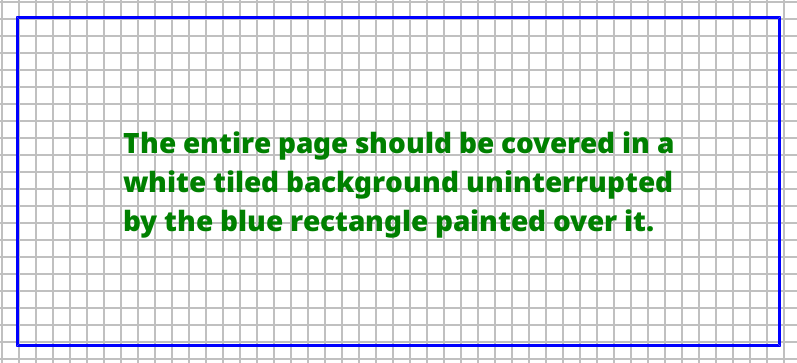 The entire page should be covered in a
white tiled background uninterrupted
by the blue rectangle painted over it.